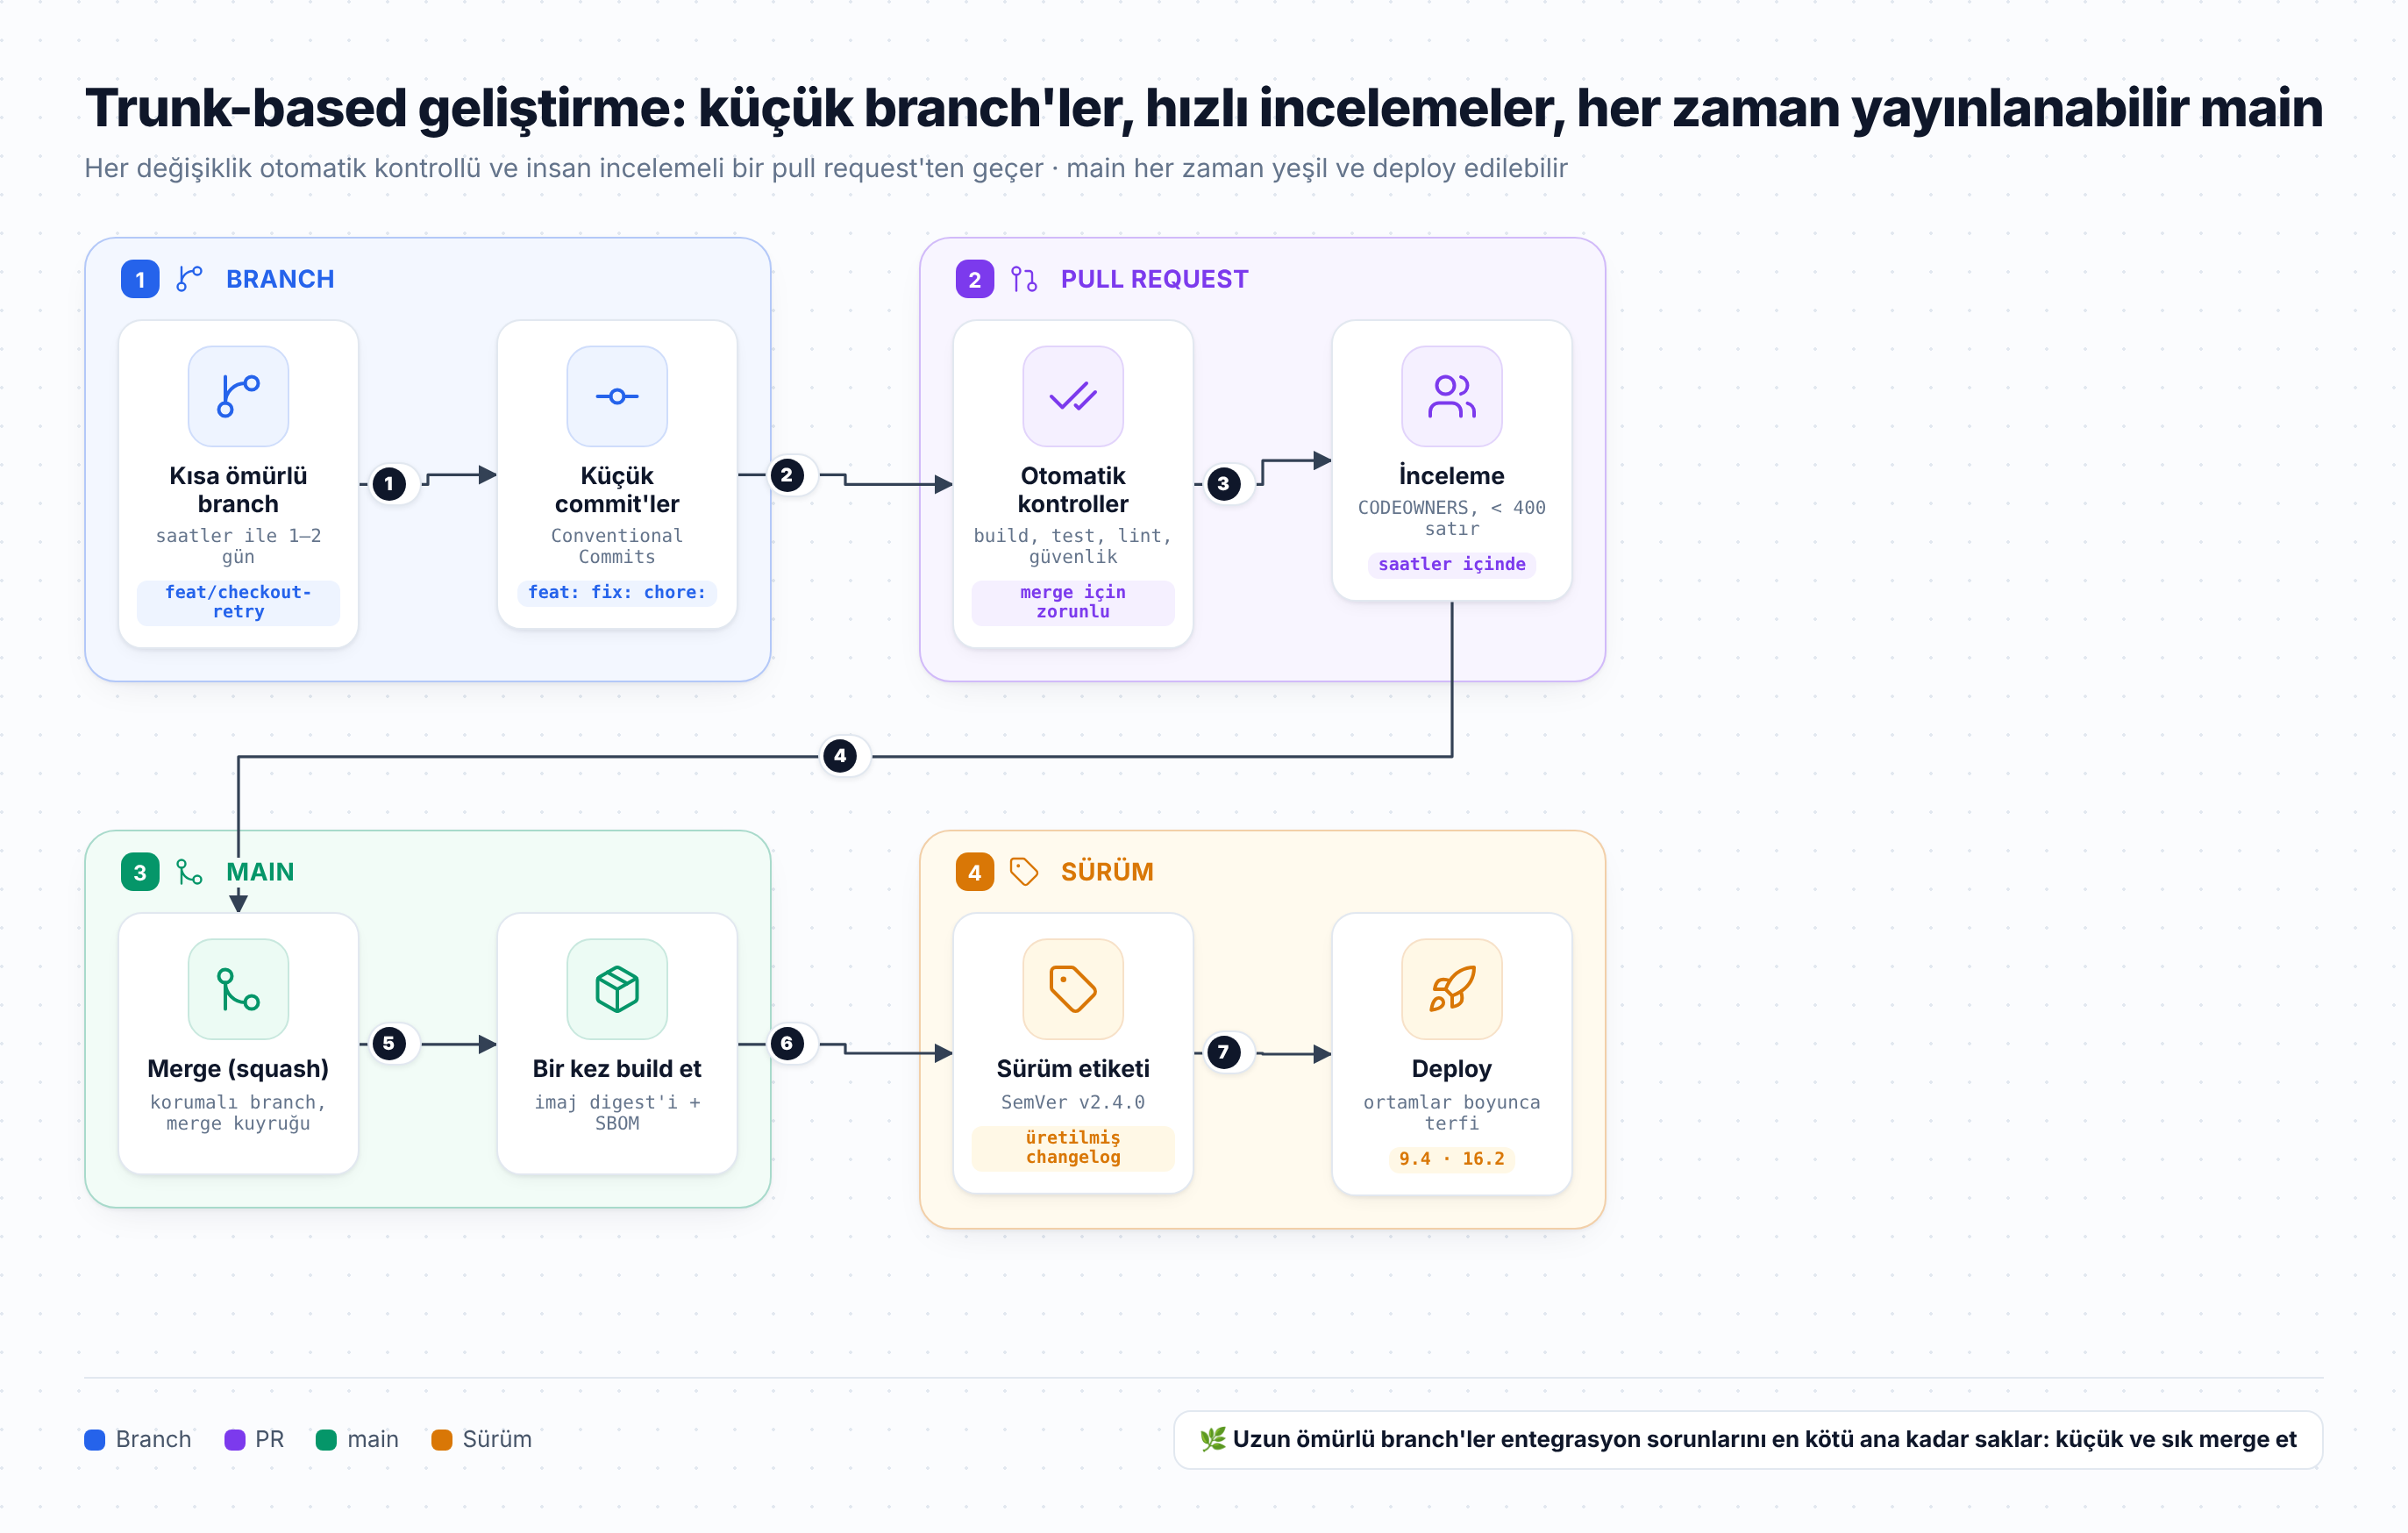 Trunk-based geliştirme: küçük branch'ler, hızlı incelemeler, her zaman yayınlanabilir main
Her değişiklik otomatik kontrollü ve insan incelemeli bir pull request'ten geçer · main her zaman yeşil ve deploy edilebilir
1 BRANCH
Kısa ömürlü
branch
saatler ile 1–2
gün
feat/checkout-
retry
1
Küçük
commit'ler
Conventional
Commits
feat: fix: chore:
2
2 PULL REQUEST
Otomatik
kontroller
build, test, lint,
güvenlik
merge için
zorunlu
3
İnceleme
CODEOWNERS, < 400
satır
saatler içinde
4
3 MAIN
Merge (squash)
korumalı branch,
merge kuyruğu
5
Bir kez build et
imaj digest'i +
SBOM
6
4 SÜRÜM
Sürüm etiketi
SemVer v2.4.0
üretilmiş
changelog
7
Deploy
ortamlar boyunca
terfi
9.4 · 16.2
Branch
PR
main
Sürüm
🌿 Uzun ömürlü branch'ler entegrasyon sorunlarını en kötü ana kadar saklar: küçük ve sık merge et